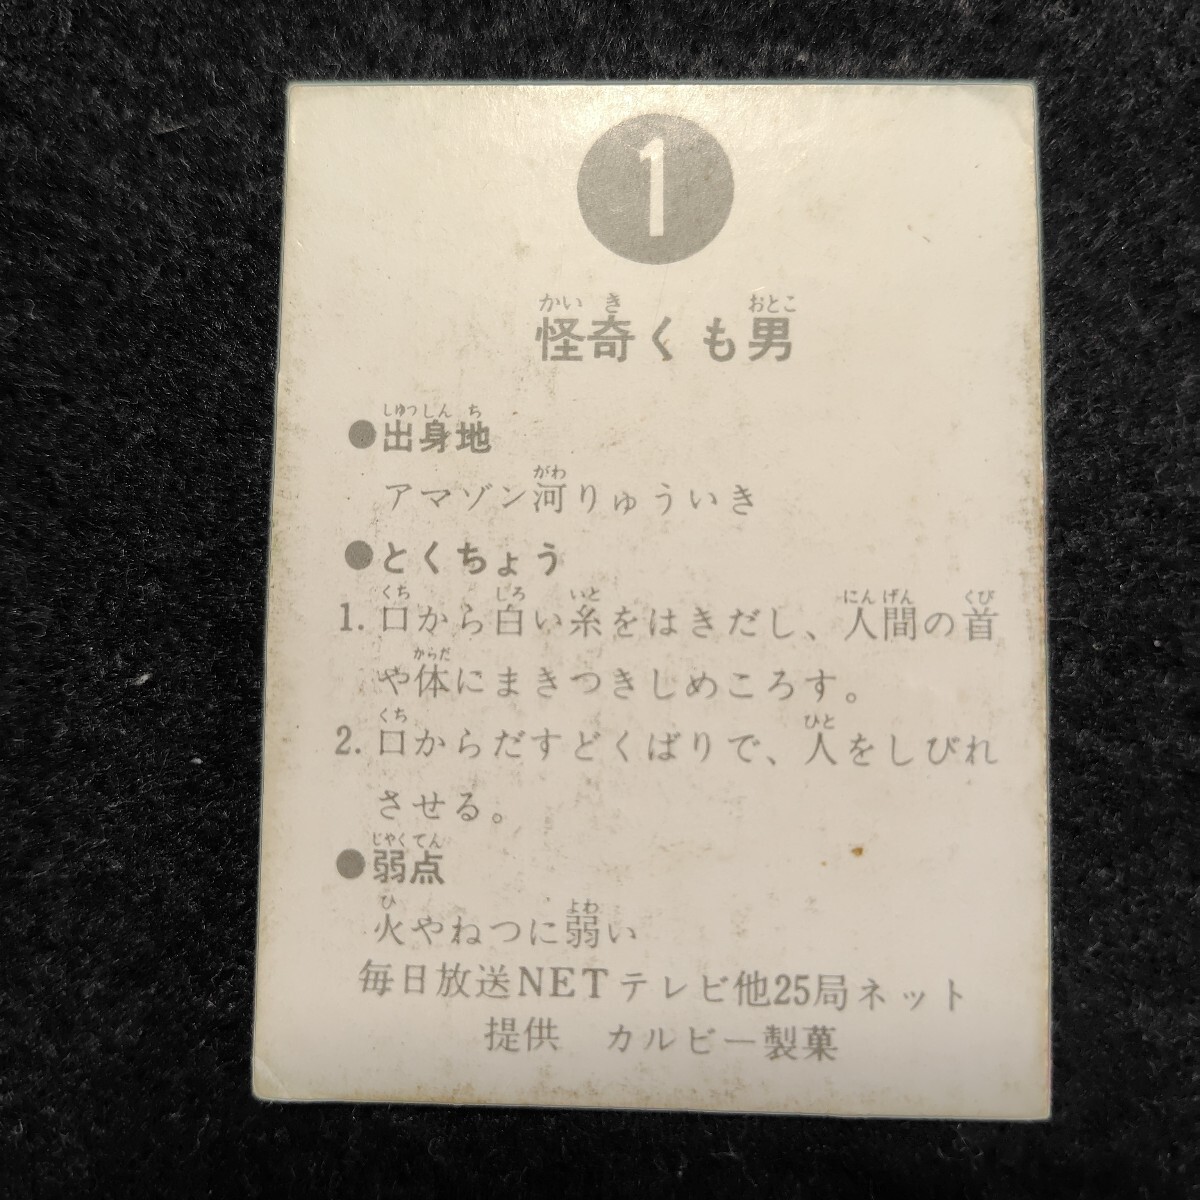 1
かいき おとこ
怪奇くも男
しゅっしんち
●出身地
がわ
アマゾン河りゅういき
●とくちょう
くち しろ いと にんげん くび
1. 口から白い糸をはきだし、人間の首
からだ
や体にまきつきしめころす。
くち ひと
2. 口からだすどくばりで、人をしびれ
させる。
じゃくてん
●弱点
ひ よわ
火やねつに弱い
毎日放送NETテレビ他25局ネット
提供 カルビー製菓